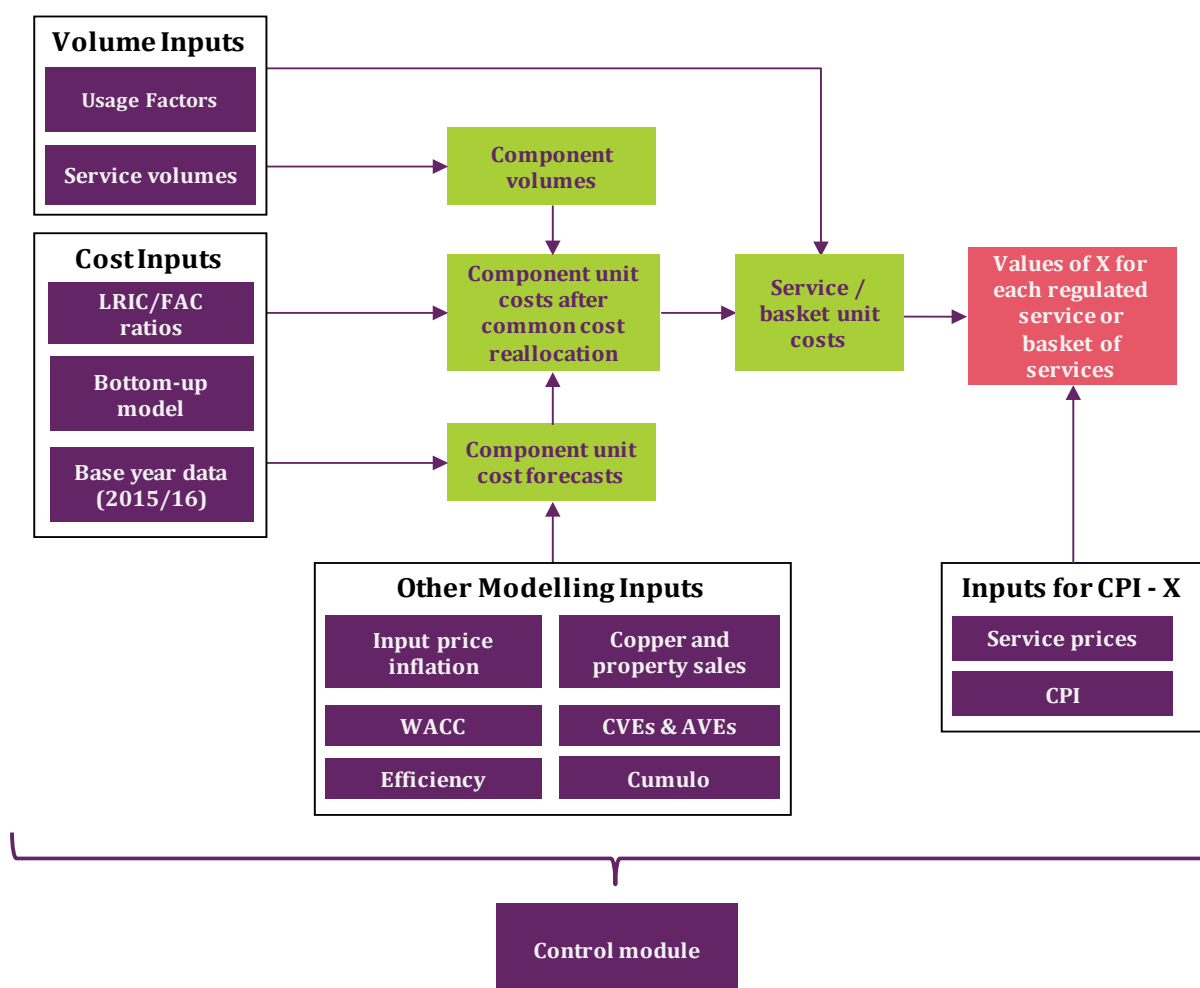 Volume Inputs
Usage Factors
Service volumes
Component
volumes
Cost Inputs
LRIC/FAC
ratios
Bottom-up
model
Base year data
(2015/16)
Component unit
costs after
common cost
reallocation
Service /
basket unit
costs
Values of X for
each regulated
service or
basket of
services
Component unit
cost forecasts
Other Modelling Inputs
Input price
inflation
Copper and
property sales
WACC
CVEs & AVEs
Efficiency
Cumulo
Inputs for CPI - X
Service prices
CPI
Control module